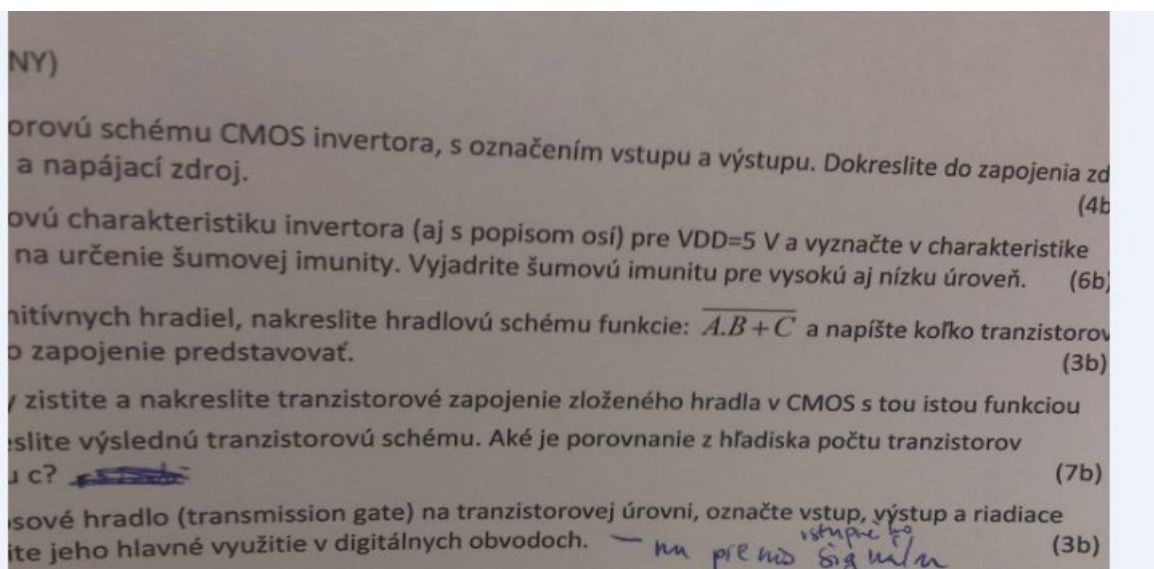 NY)
orovú schému CMOS invertora, s označením vstupu a výstupu. Dokreslite do zapojenia zd
a napájací zdroj.
(4b
ovú charakteristiku invertora (aj s popisom osí) pre VDD=5 V a vyznačte v charakteristike
na určenie šumovej imunity. Vyjadrite šumovú imunitu pre vysokú aj nízku úroveň. (6b)
nitívnych hradiel, nakreslite hradlovú schému funkcie: \overline{A.B+C} a napíšte koľko tranzistorov
o zapojenie predstavovať. (3b)
y zistite a nakreslite tranzistorové zapojenie zloženého hradla v CMOS s tou istou funkciou
eslite výslednú tranzistorovú schému. Aké je porovnanie z hľadiska počtu tranzistorov
u c? (7b)
osové hradlo (transmission gate) na tranzistorovej úrovni, označte vstup, výstup a riadiace
ite jeho hlavné využitie v digitálnych obvodoch. (3b)
– na prenos signálu